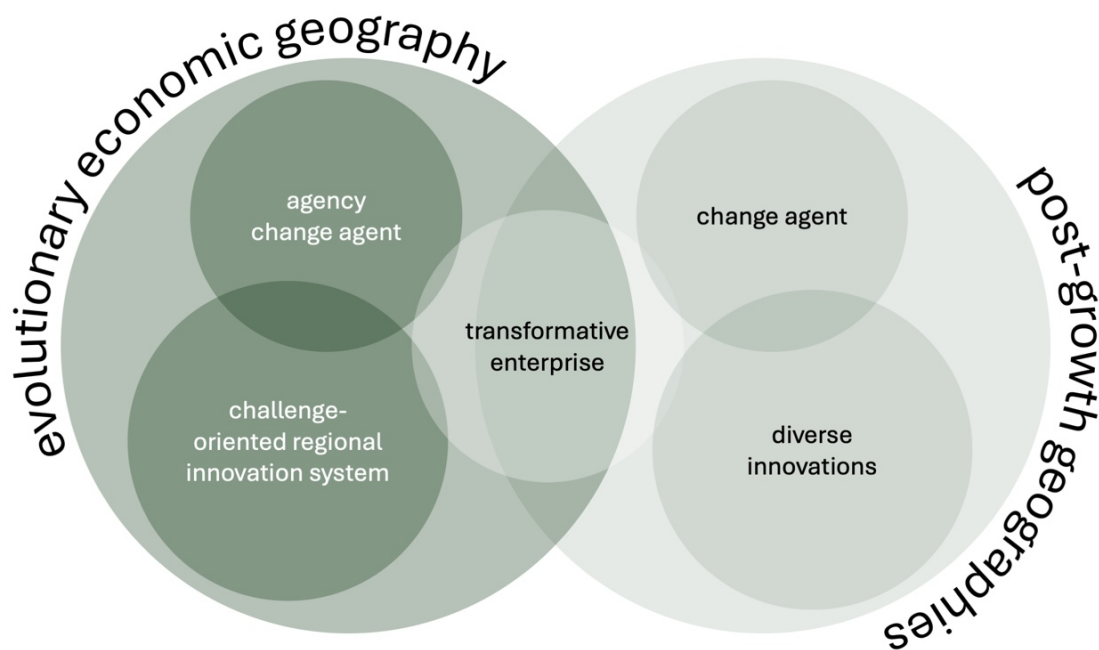 evolutionary economic geography
agency
change agent
challenge-
oriented regional
innovation system
transformative
enterprise
change agent
diverse
innovations
post-growth geographies